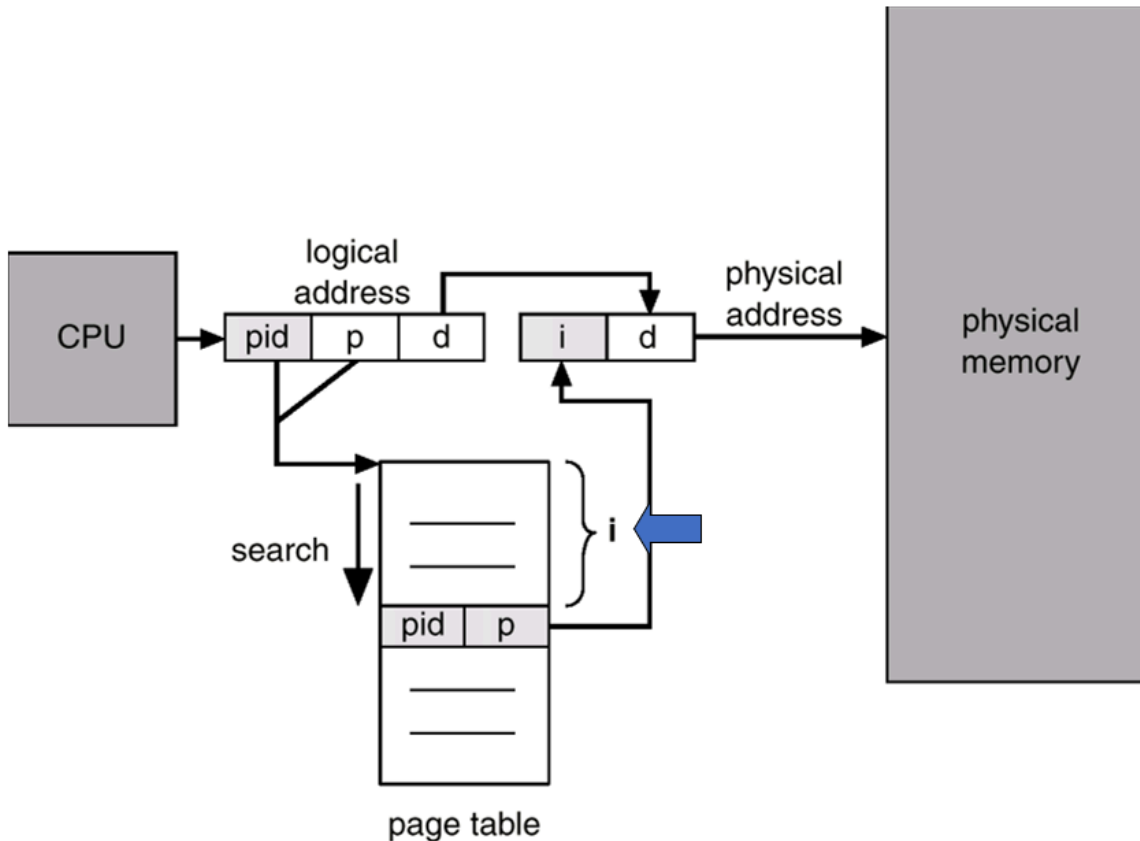 logical
address
physical
address
CPU
pid p d
i d
physical
memory
search
i
pid p
page table